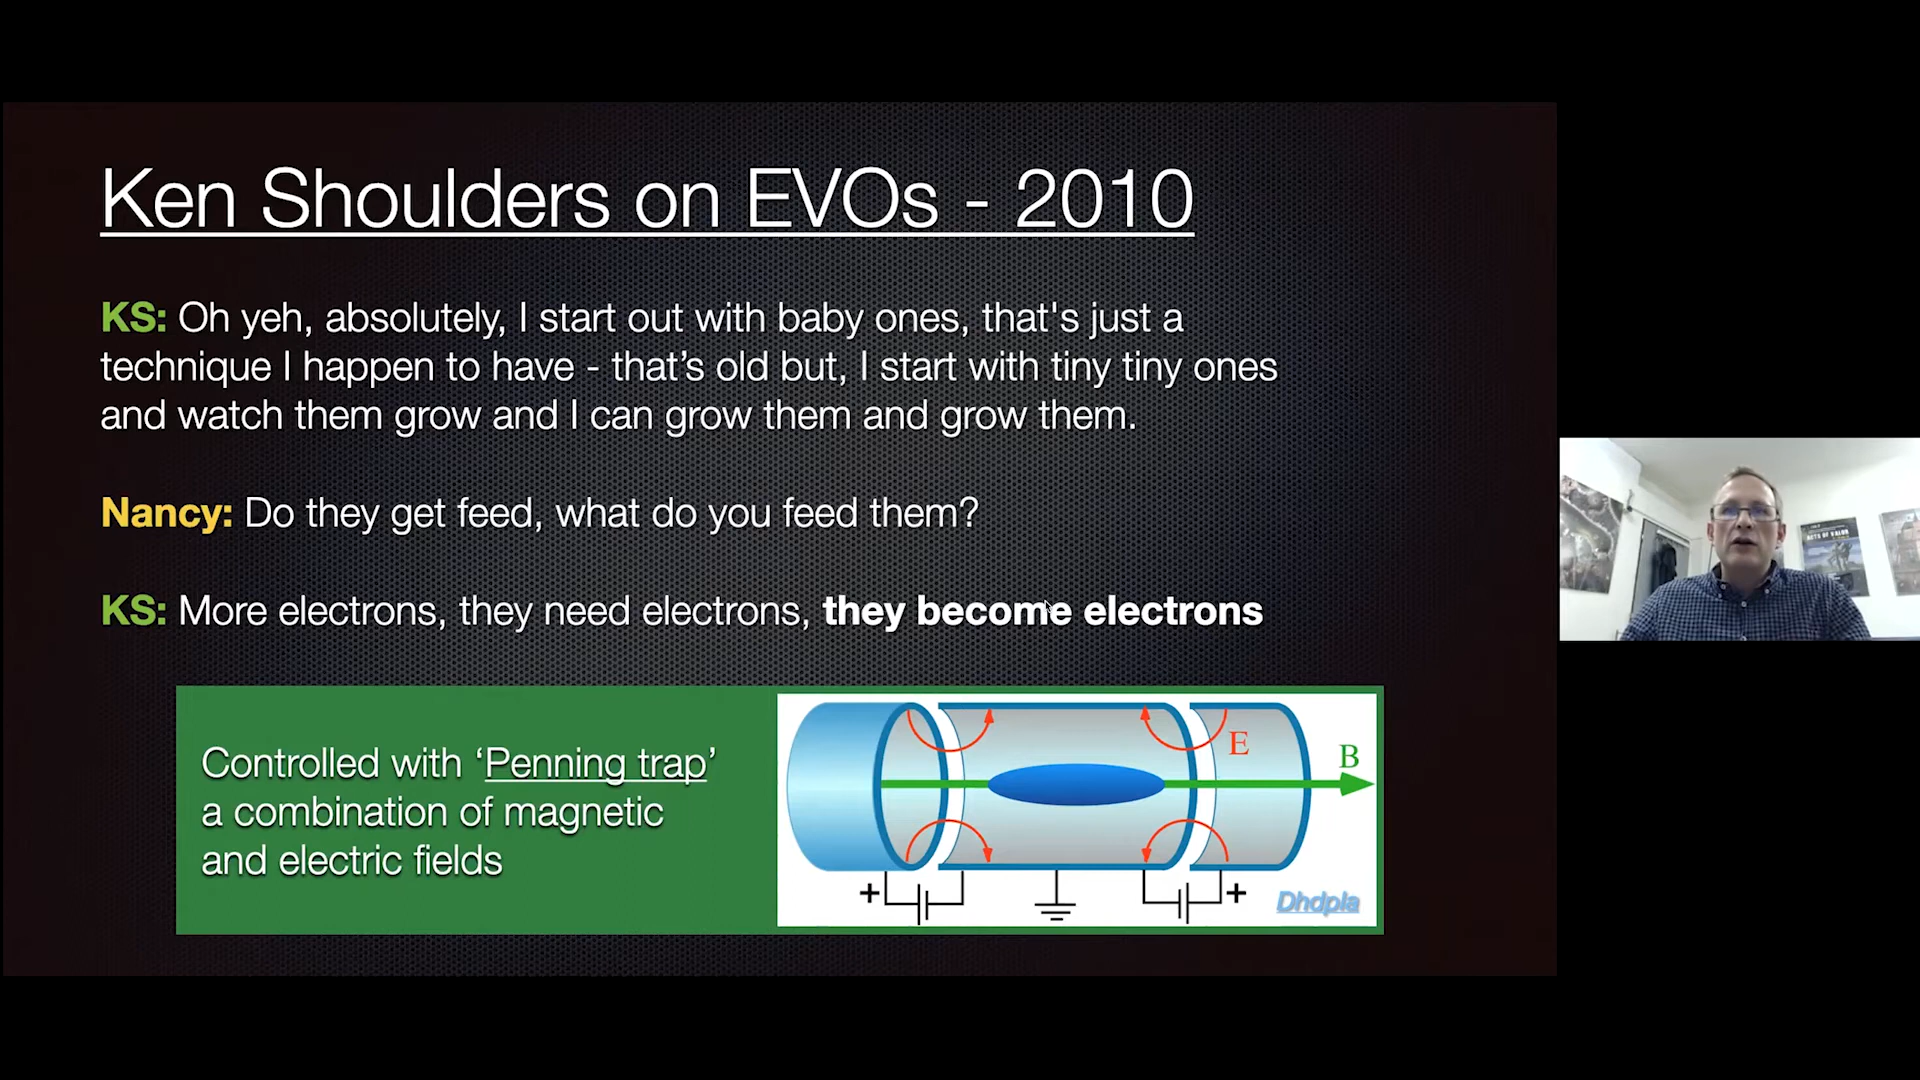 Ken Shoulders on EVOs - 2010
KS: Oh yeh, absolutely, I start out with baby ones, that's just a
technique I happen to have - that’s old but, I start with tiny tiny ones
and watch them grow and I can grow them and grow them.
Nancy: Do they get feed, what do you feed them?
KS: More electrons, they need electrons, they become electrons
Controlled with ‘Penning trap’
a combination of magnetic
and electric fields
E
B
+
+
Dhdpla
ACTS OF VALOR